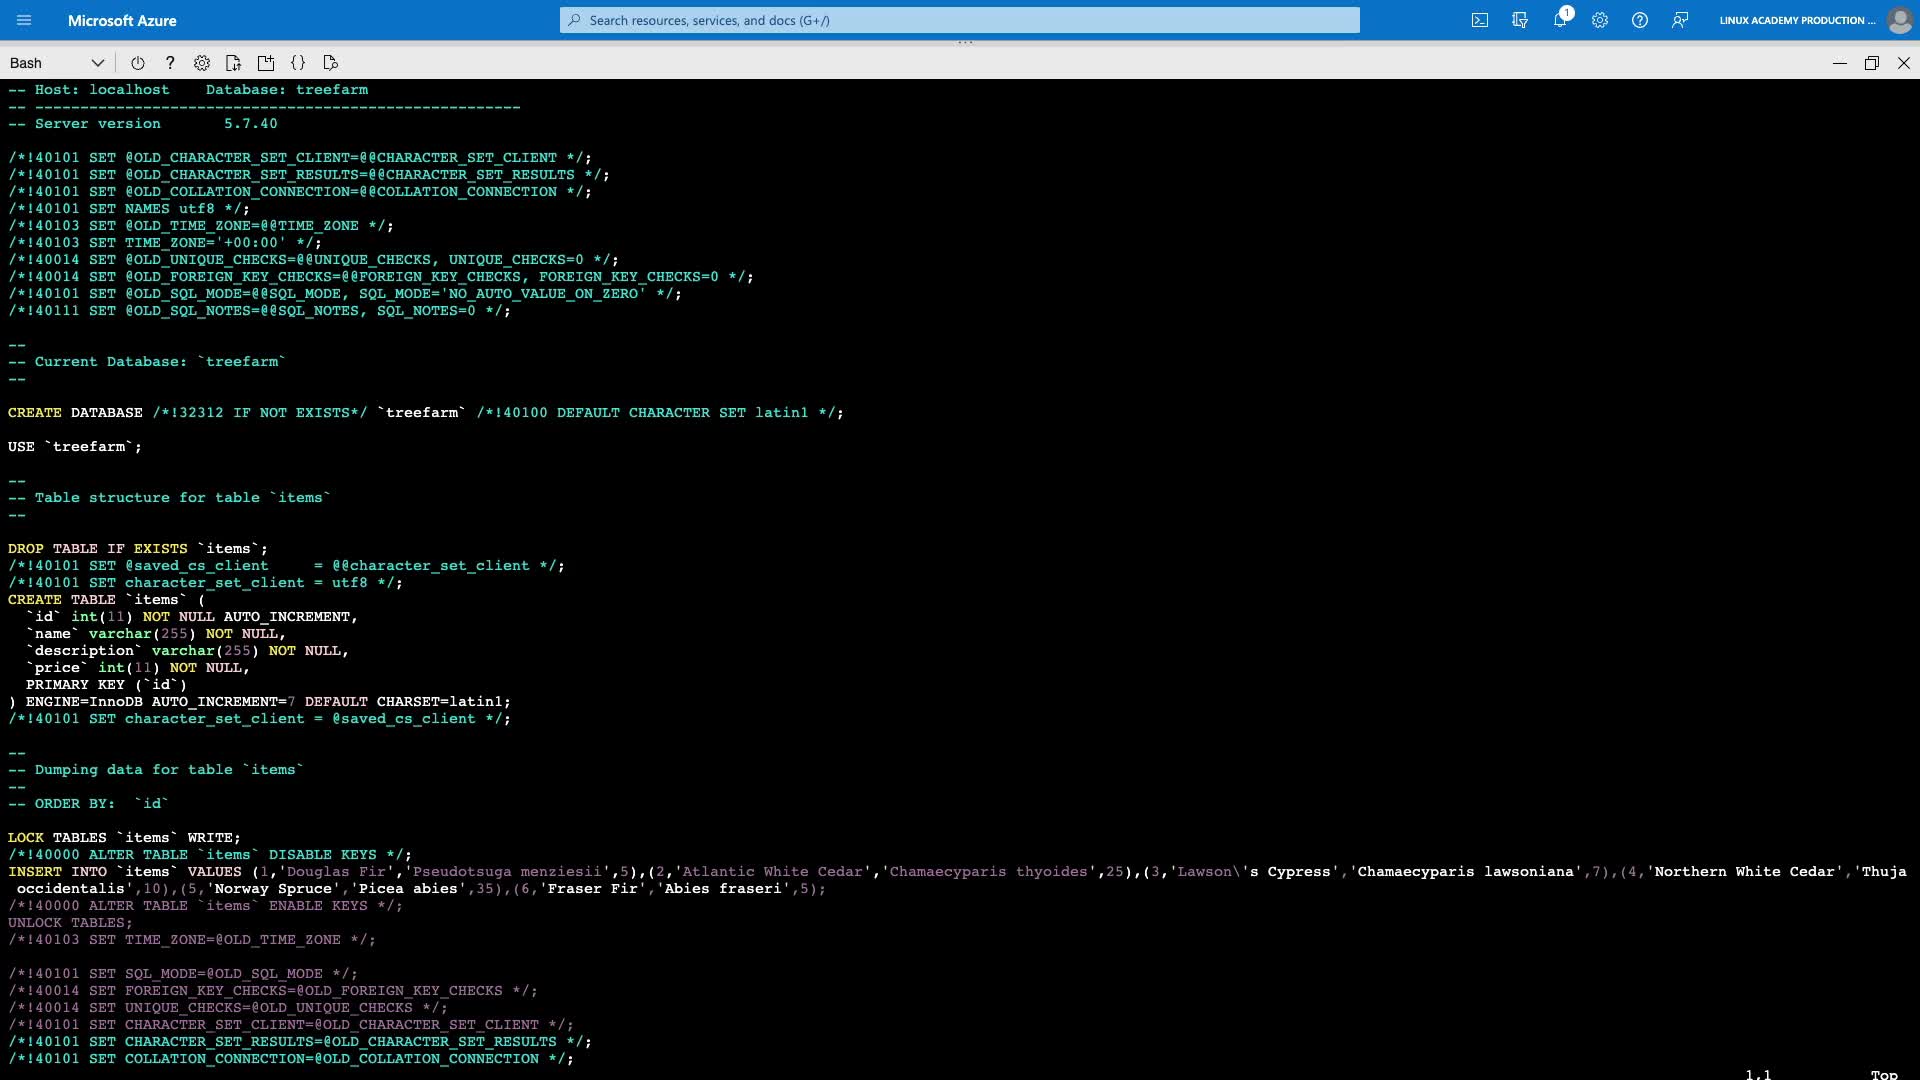 Microsoft Azure
Search resources, services, and docs (G+/)
1
LINUX ACADEMY PRODUCTION ...
Bash
-- Host: localhost    Database: treefarm
-- ------------------------------------------------------
-- Server version       5.7.40
/*!40101 SET @OLD_CHARACTER_SET_CLIENT=@@CHARACTER_SET_CLIENT */;
/*!40101 SET @OLD_CHARACTER_SET_RESULTS=@@CHARACTER_SET_RESULTS */;
/*!40101 SET @OLD_COLLATION_CONNECTION=@@COLLATION_CONNECTION */;
/*!40101 SET NAMES utf8 */;
/*!40103 SET @OLD_TIME_ZONE=@@TIME_ZONE */;
/*!40103 SET TIME_ZONE='+00:00' */;
/*!40014 SET @OLD_UNIQUE_CHECKS=@@UNIQUE_CHECKS, UNIQUE_CHECKS=0 */;
/*!40014 SET @OLD_FOREIGN_KEY_CHECKS=@@FOREIGN_KEY_CHECKS, FOREIGN_KEY_CHECKS=0 */;
/*!40101 SET @OLD_SQL_MODE=@@SQL_MODE, SQL_MODE='NO_AUTO_VALUE_ON_ZERO' */;
/*!40111 SET @OLD_SQL_NOTES=@@SQL_NOTES, SQL_NOTES=0 */;
--
-- Current Database: `treefarm`
--
CREATE DATABASE /*!32312 IF NOT EXISTS*/ `treefarm` /*!40100 DEFAULT CHARACTER SET latin1 */;
USE `treefarm`;
--
-- Table structure for table `items`
--
DROP TABLE IF EXISTS `items`;
/*!40101 SET @saved_cs_client     = @@character_set_client */;
/*!40101 SET character_set_client = utf8 */;
CREATE TABLE `items` (
  `id` int(11) NOT NULL AUTO_INCREMENT,
  `name` varchar(255) NOT NULL,
  `description` varchar(255) NOT NULL,
  `price` int(11) NOT NULL,
  PRIMARY KEY (`id`)
) ENGINE=InnoDB AUTO_INCREMENT=7 DEFAULT CHARSET=latin1;
/*!40101 SET character_set_client = @saved_cs_client */;
--
-- Dumping data for table `items`
--
-- ORDER BY:  `id`
LOCK TABLES `items` WRITE;
/*!40000 ALTER TABLE `items` DISABLE KEYS */;
INSERT INTO `items` VALUES (1,'Douglas Fir','Pseudotsuga menziesii',5),(2,'Atlantic White Cedar','Chamaecyparis thyoides',25),(3,'Lawson\'s Cypress','Chamaecyparis lawsoniana',7),(4,'Northern White Cedar','Thuja
 occidentalis',10),(5,'Norway Spruce','Picea abies',35),(6,'Fraser Fir','Abies fraseri',5);
/*!40000 ALTER TABLE `items` ENABLE KEYS */;
UNLOCK TABLES;
/*!40103 SET TIME_ZONE=@OLD_TIME_ZONE */;
/*!40101 SET SQL_MODE=@OLD_SQL_MODE */;
/*!40014 SET FOREIGN_KEY_CHECKS=@OLD_FOREIGN_KEY_CHECKS */;
/*!40014 SET UNIQUE_CHECKS=@OLD_UNIQUE_CHECKS */;
/*!40101 SET CHARACTER_SET_CLIENT=@OLD_CHARACTER_SET_CLIENT */;
/*!40101 SET CHARACTER_SET_RESULTS=@OLD_CHARACTER_SET_RESULTS */;
/*!40101 SET COLLATION_CONNECTION=@OLD_COLLATION_CONNECTION */;
1,1 Top